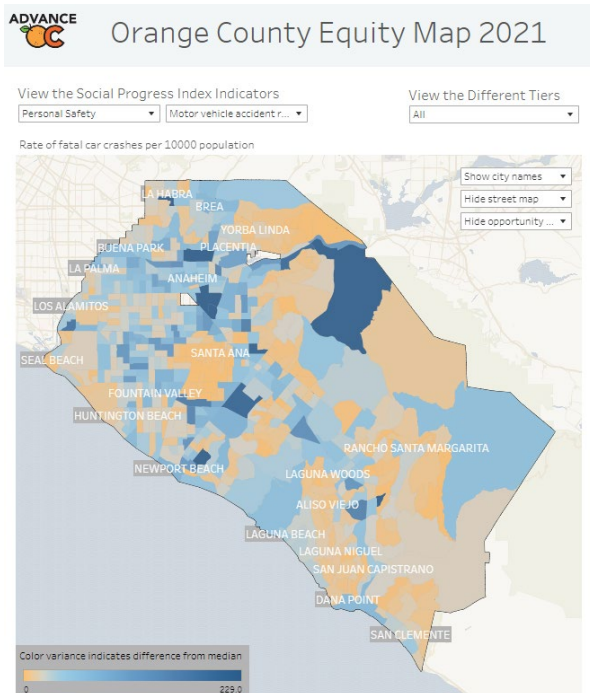 ADVANCE
OC
Orange County Equity Map 2021
View the Social Progress Index Indicators
View the Different Tiers
Personal Safety
Motor vehicle accident r...
All
Rate of fatal car crashes per 10000 population
Show city names
Hide street map
Hide opportunity ...
LA HABRA
BREA
YORBA LINDA
BUENA PARK
PLACENTIA
LA PALMA
ANAHEIM
LOS ALAMITOS
SANTA ANA
SEAL BEACH
FOUNTAIN VALLEY
HUNTINGTON BEACH
RANCHO SANTA MARGARITA
NEWPORT BEACH
LAGUNA WOODS
ALISO VIEJO
LAGUNA BEACH
LAGUNA NIGUEL
SAN JUAN CAPISTRANO
DANA POINT
SAN CLEMENTE
Color variance indicates difference from median
0
229.0